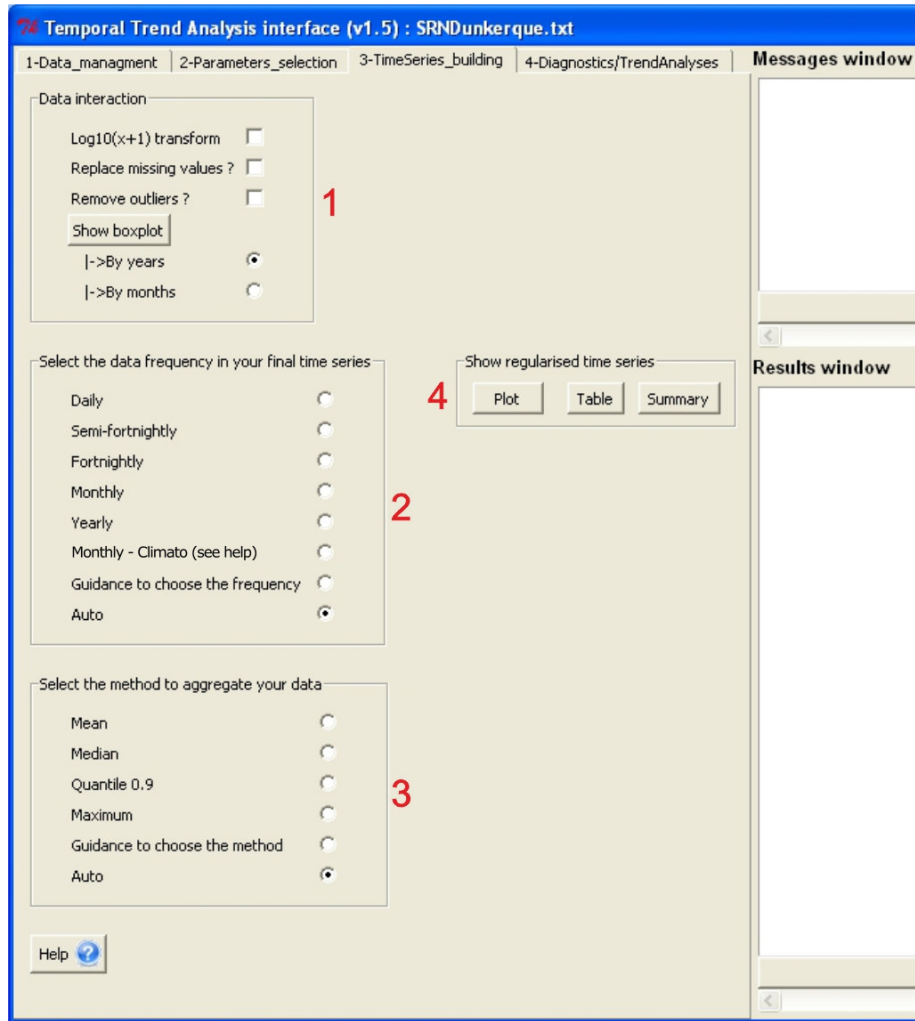 Temporal Trend Analysis interface (v1.5) : SRNDunkerque.txt
1-Data_managment 2-Parameters_selection 3-TimeSeries_building 4-Diagnostics/TrendAnalyses
Messages window
Data interaction
Log10(x+1) transform
Replace missing values ?
Remove outliers ?
1
Show boxplot
|->By years
|->By months
Select the data frequency in your final time series
Daily
Semi-fortnightly
Fortnightly
Monthly
Yearly
Monthly - Climato (see help)
Guidance to choose the frequency
Auto
2
Show regularised time series
4
Plot Table Summary
Results window
Select the method to aggregate your data
Mean
Median
Quantile 0.9
Maximum
Guidance to choose the method
Auto
3
Help ?